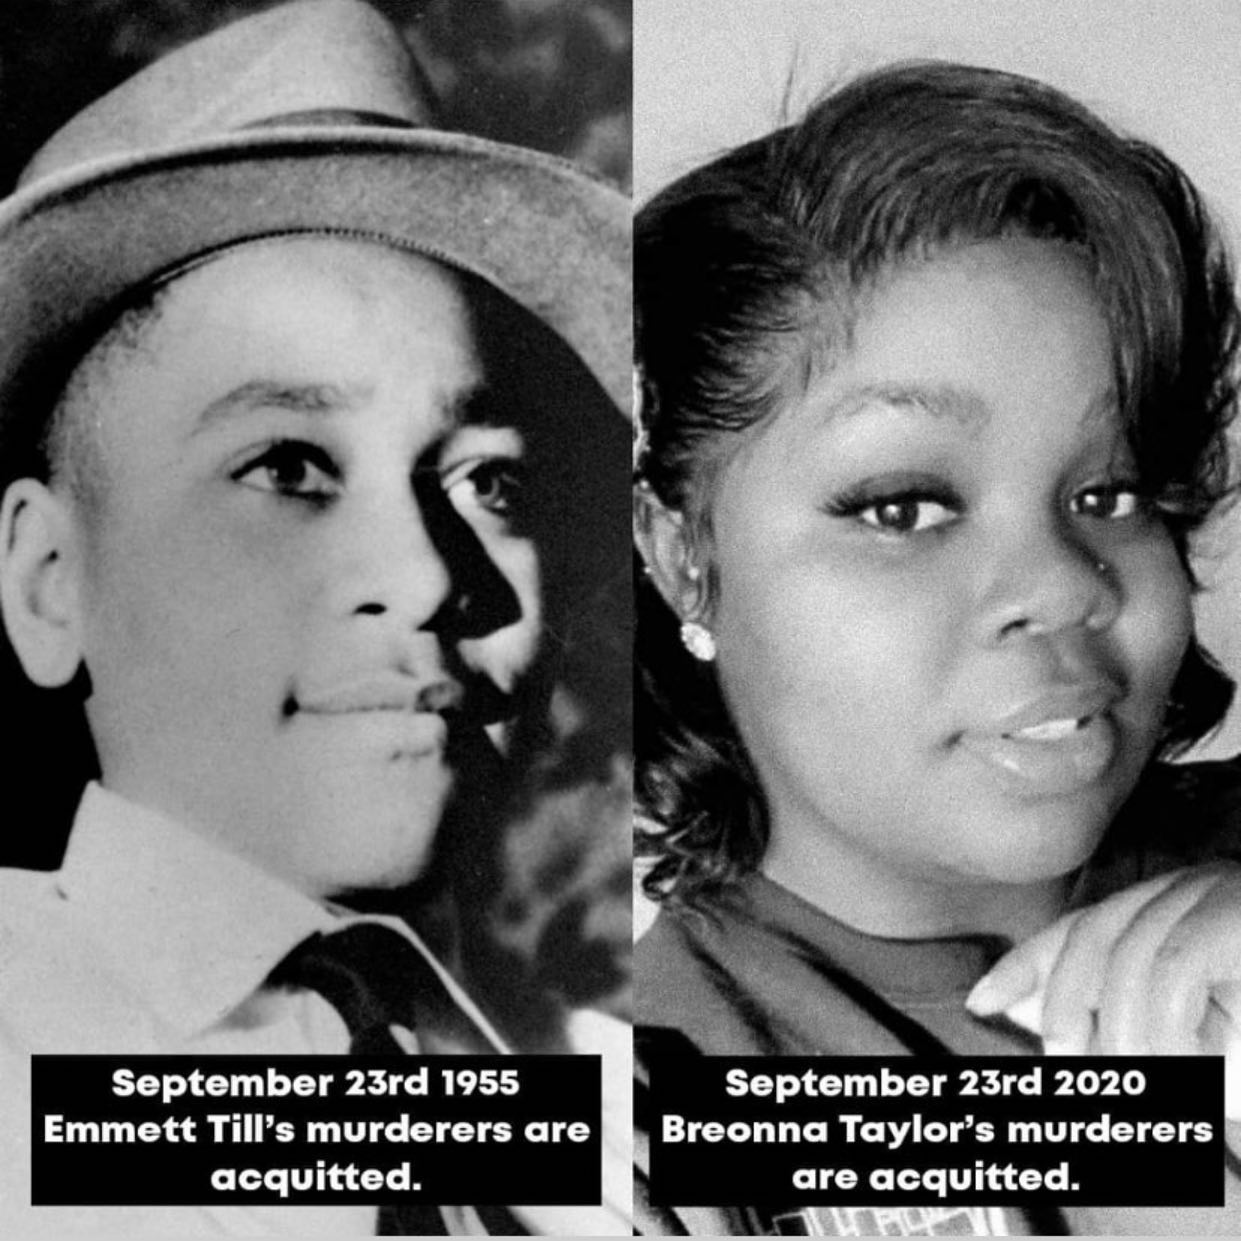 September 23rd 1955
Emmett Till's murderers are
acquitted.
September 23rd 2020
Breonna Taylor's murderers
are acquitted.